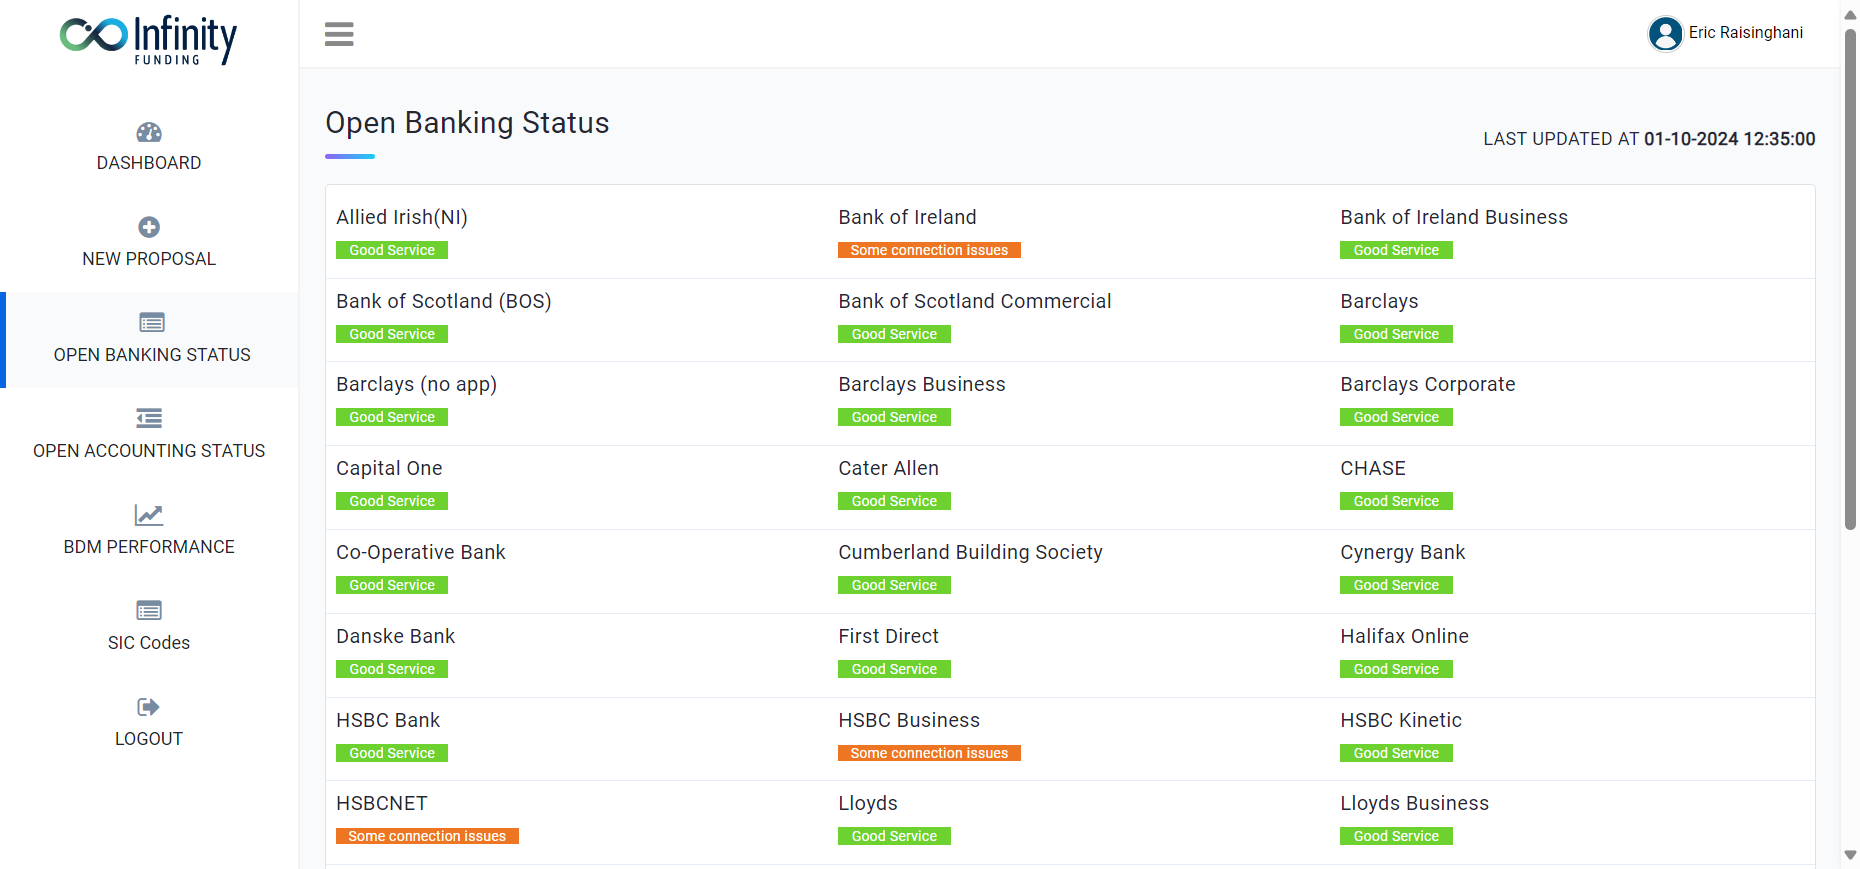 Infinity
FUNDING
Eric Raisinghani
DASHBOARD
NEW PROPOSAL
OPEN BANKING STATUS
OPEN ACCOUNTING STATUS
BDM PERFORMANCE
SIC Codes
LOGOUT
Open Banking Status
LAST UPDATED AT 01-10-2024 12:35:00
Allied Irish(NI)
Good Service
Bank of Ireland
Some connection issues
Bank of Ireland Business
Good Service
Bank of Scotland (BOS)
Good Service
Bank of Scotland Commercial
Good Service
Barclays
Good Service
Barclays (no app)
Good Service
Barclays Business
Good Service
Barclays Corporate
Good Service
Capital One
Good Service
Cater Allen
Good Service
CHASE
Good Service
Co-Operative Bank
Good Service
Cumberland Building Society
Good Service
Cynergy Bank
Good Service
Danske Bank
Good Service
First Direct
Good Service
Halifax Online
Good Service
HSBC Bank
Good Service
HSBC Business
Some connection issues
HSBC Kinetic
Good Service
HSBCNET
Some connection issues
Lloyds
Good Service
Lloyds Business
Good Service